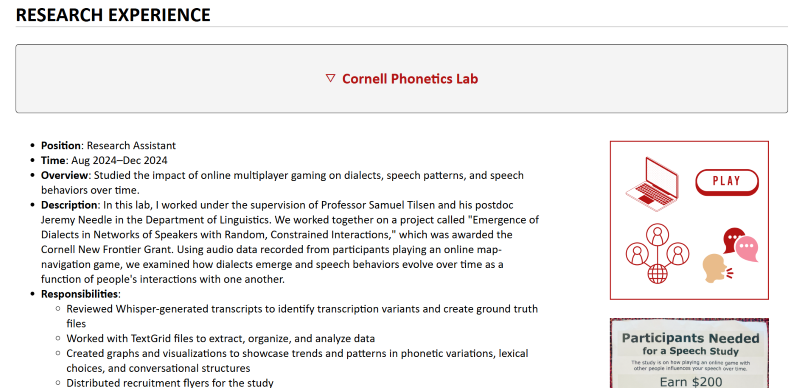 RESEARCH EXPERIENCE
▽ Cornell Phonetics Lab
• Position: Research Assistant
• Time: Aug 2024–Dec 2024
• Overview: Studied the impact of online multiplayer gaming on dialects, speech patterns, and speech
behaviors over time.
• Description: In this lab, I worked under the supervision of Professor Samuel Tilsen and his postdoc
Jeremy Needle in the Department of Linguistics. We worked together on a project called "Emergence of
Dialects in Networks of Speakers with Random, Constrained Interactions," which was awarded the
Cornell New Frontier Grant. Using audio data recorded from participants playing an online map-
navigation game, we examined how dialects emerge and speech behaviors evolve over time as a
function of people's interactions with one another.
• Responsibilities:
◦ Reviewed Whisper-generated transcripts to identify transcription variants and create ground truth
files
◦ Worked with TextGrid files to extract, organize, and analyze data
◦ Created graphs and visualizations to showcase trends and patterns in phonetic variations, lexical
choices, and conversational structures
◦ Distributed recruitment flyers for the study
PLAY
Participants Needed
for a Speech Study
The study is on how playing an online game with
other people influences your speech over time.
Earn $200